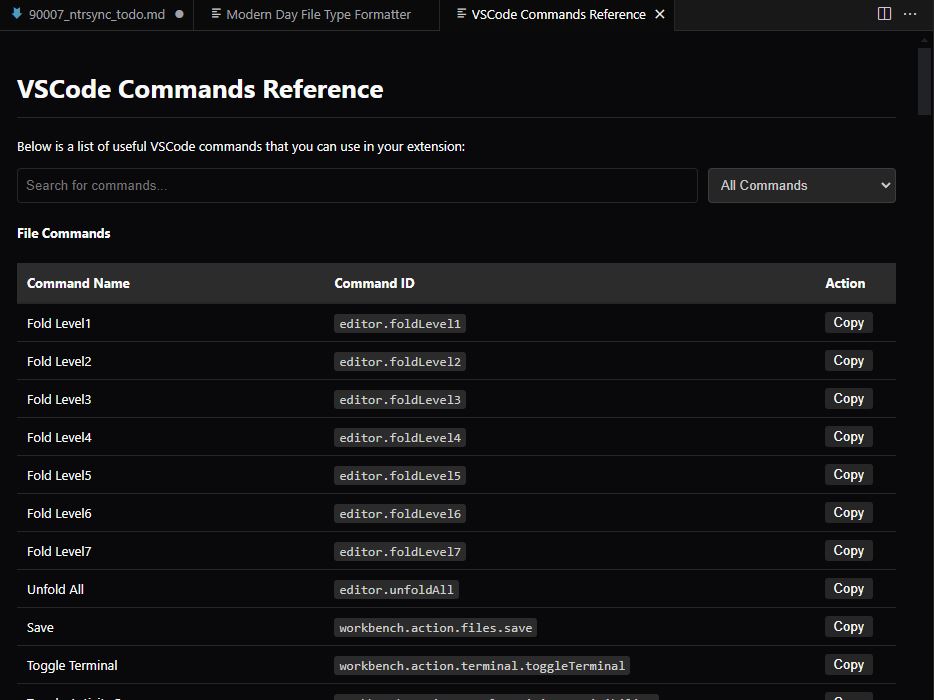 90007_ntrsync_todo.md
Modern Day File Type Formatter
VSCode Commands Reference
VSCode Commands Reference
Below is a list of useful VSCode commands that you can use in your extension:
Search for commands...
All Commands
File Commands
Command Name Command ID Action
Fold Level1 editor.foldLevel1 Copy
Fold Level2 editor.foldLevel2 Copy
Fold Level3 editor.foldLevel3 Copy
Fold Level4 editor.foldLevel4 Copy
Fold Level5 editor.foldLevel5 Copy
Fold Level6 editor.foldLevel6 Copy
Fold Level7 editor.foldLevel7 Copy
Unfold All editor.unfoldAll Copy
Save workbench.action.files.save Copy
Toggle Terminal workbench.action.terminal.toggleTerminal Copy